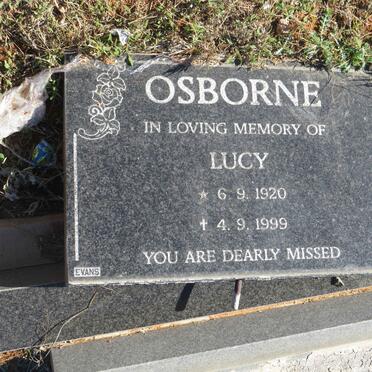 OSBORNE
IN LOVING MEMORY OF
LUCY
★ 6. 9. 1920
✝ 4. 9. 1999
YOU ARE DEARLY MISSED
EVANS